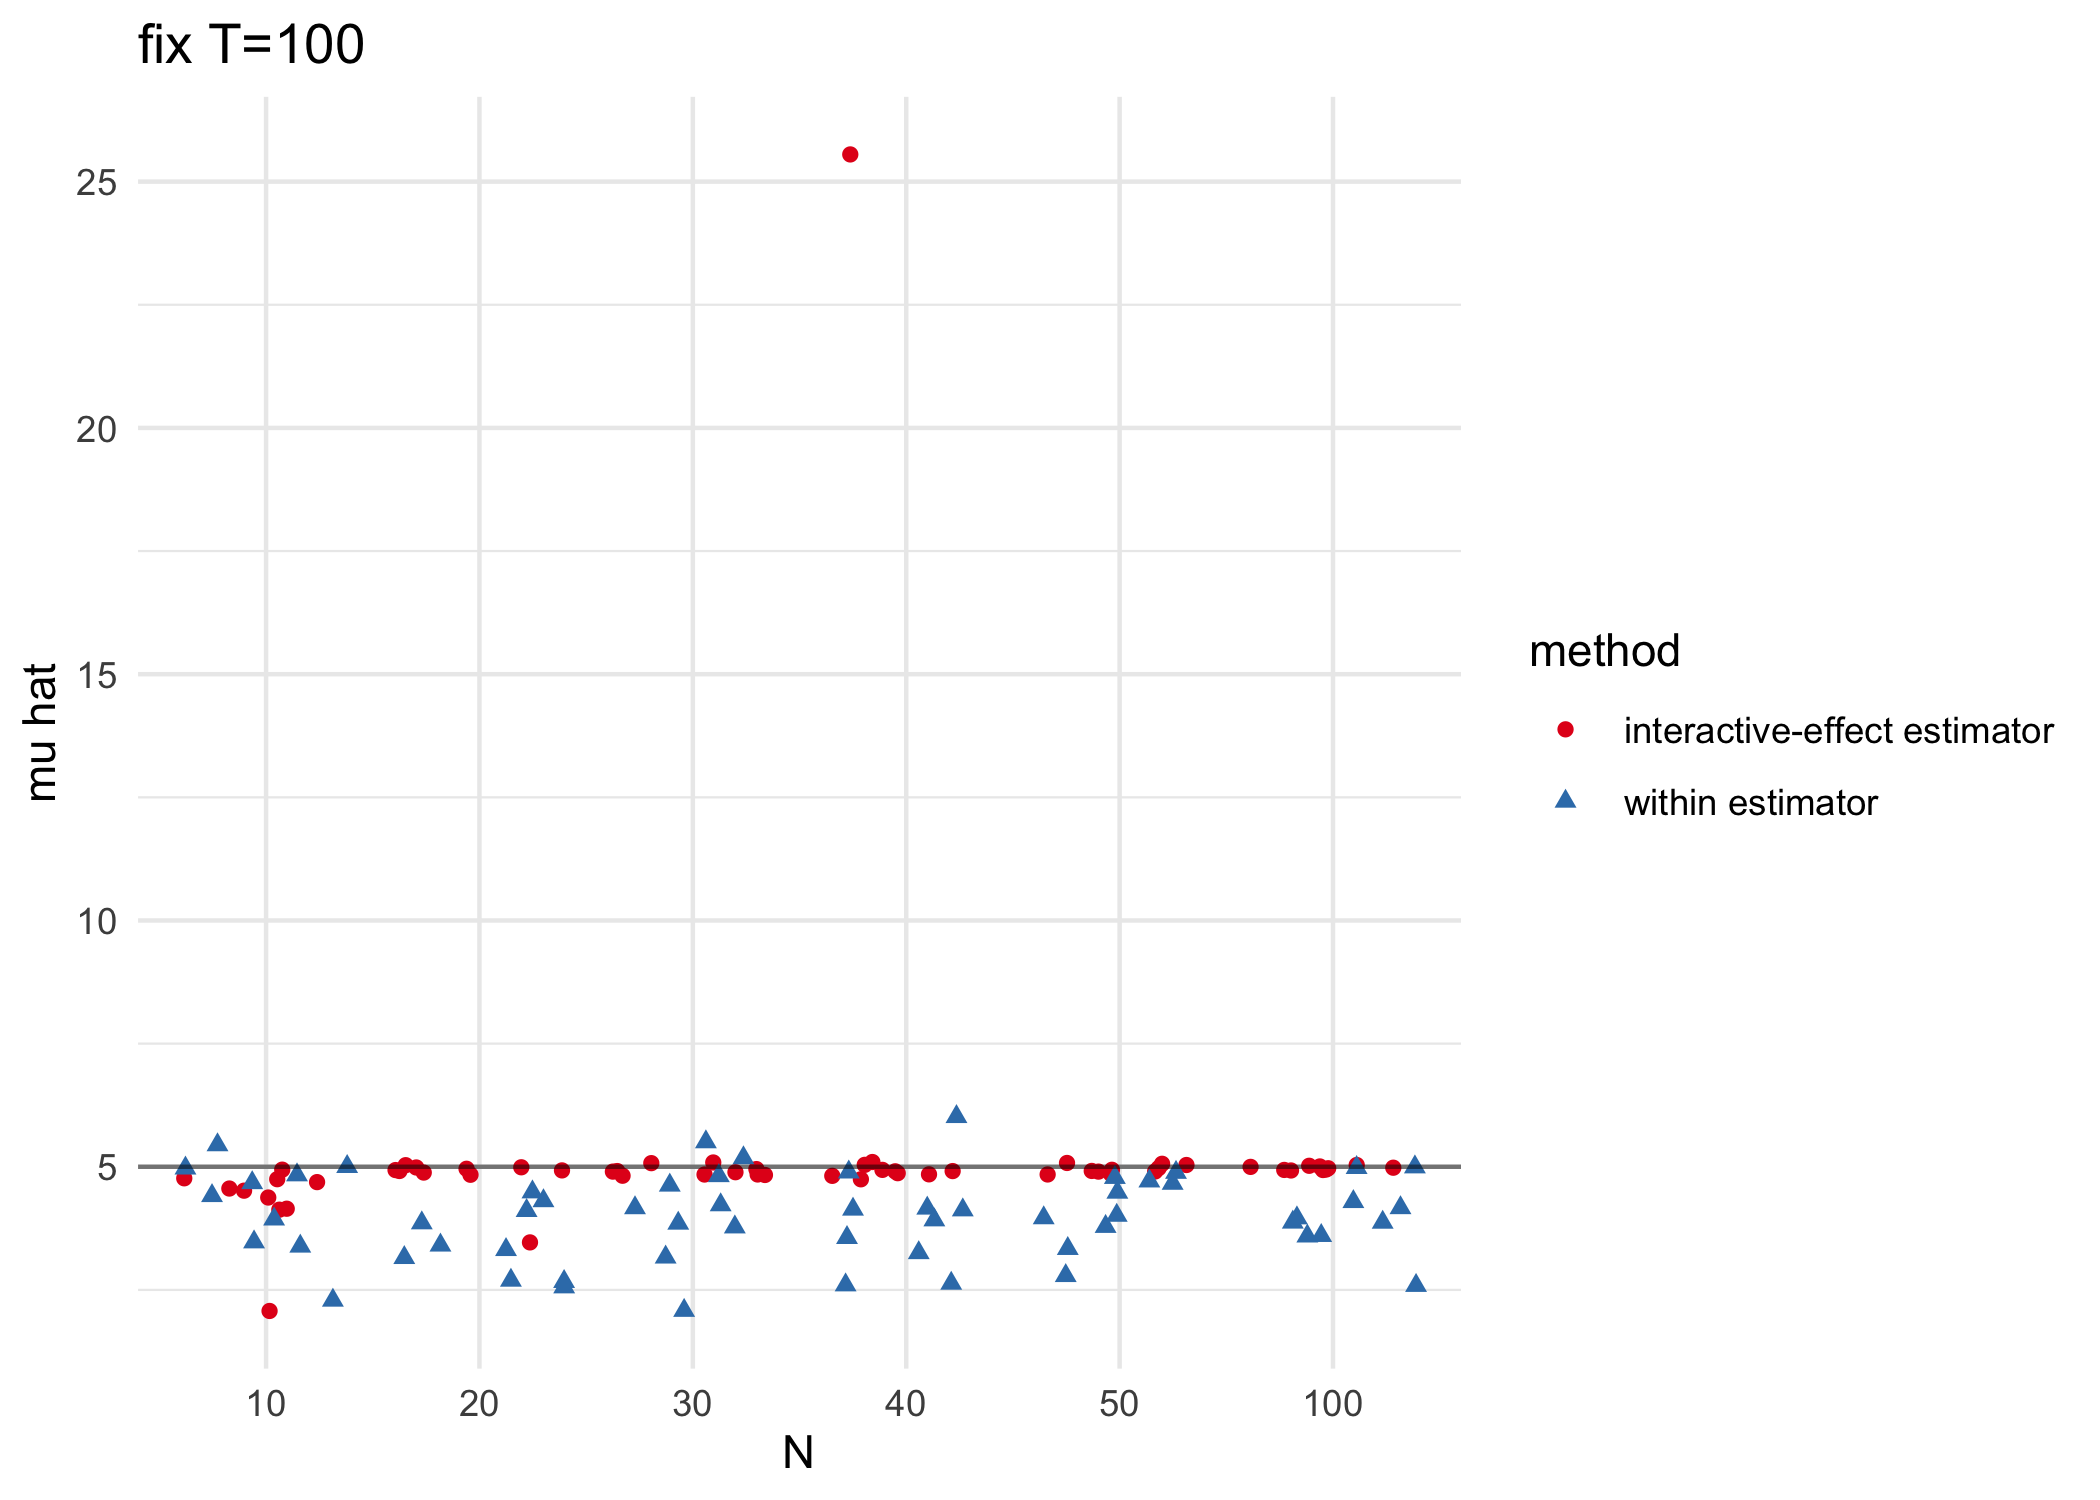 fix T=100
25
20
15
10
5
mu hat
10 20 30 40 50 100
N
method
interactive-effect estimator
within estimator